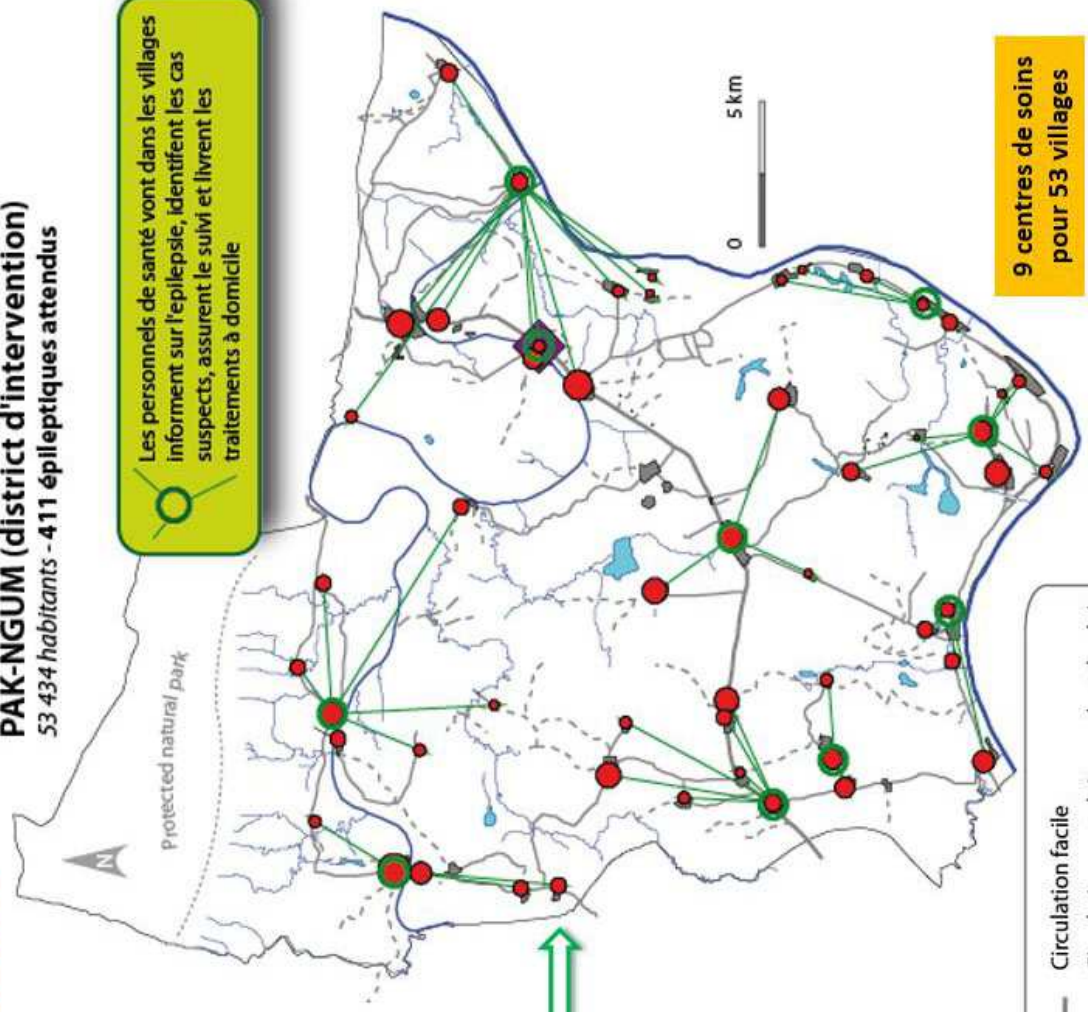 PAK-NGUM (district d'intervention)
53 434 habitants - 411 épileptiques attendus
Les personnels de santé vont dans les villages
informent sur l'epilepsie, identifent les cas
suspects, assurent le suivi et livrent les
traitements à domicile
Protected natural park
N
0 5 km
9 centres de soins
pour 53 villages
Circulation facile